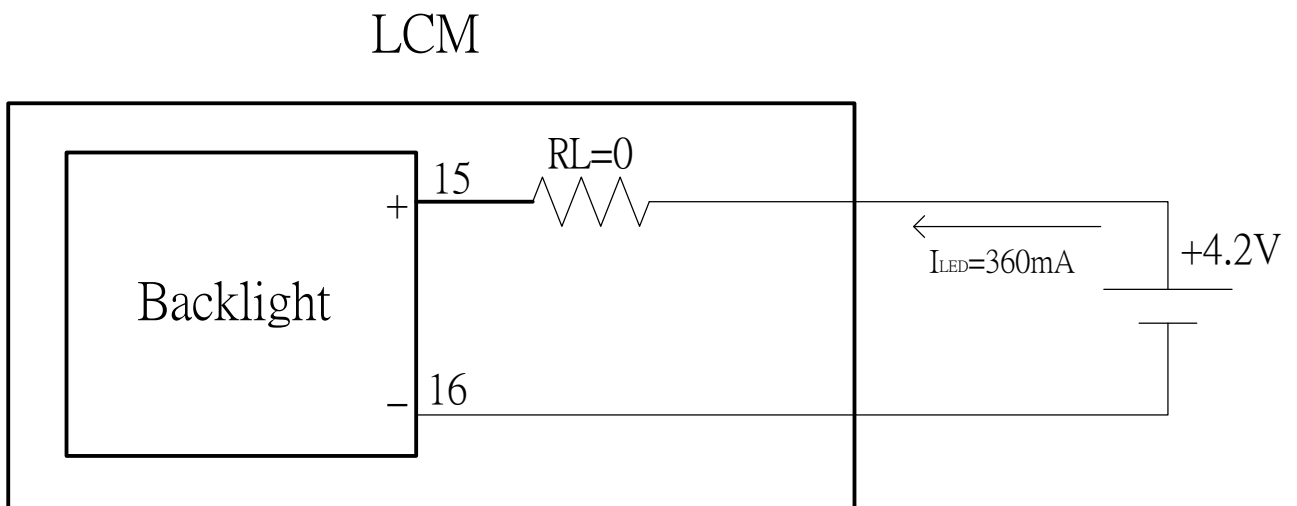 LCM
RL=0
15
+
+4.2V
ILED=360mA
Backlight
16
−